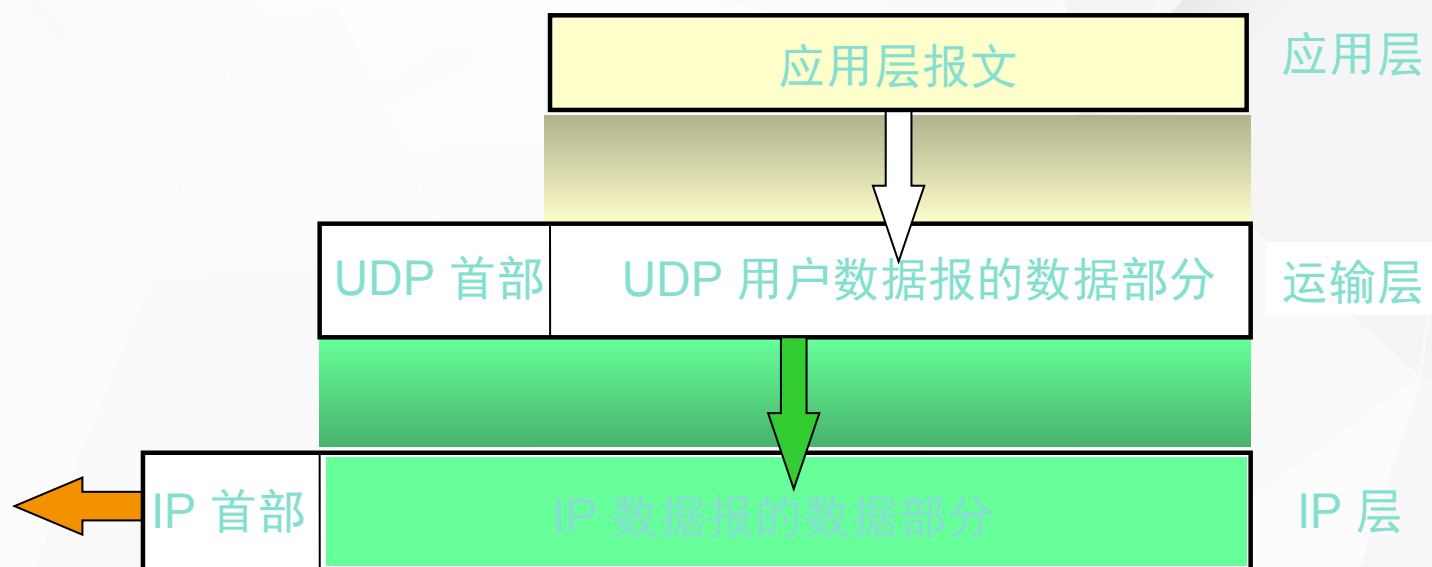 应用层报文
应用层
UDP 首部
UDP 用户数据报的数据部分
运输层
IP 首部
IP 数据报的数据部分
IP 层